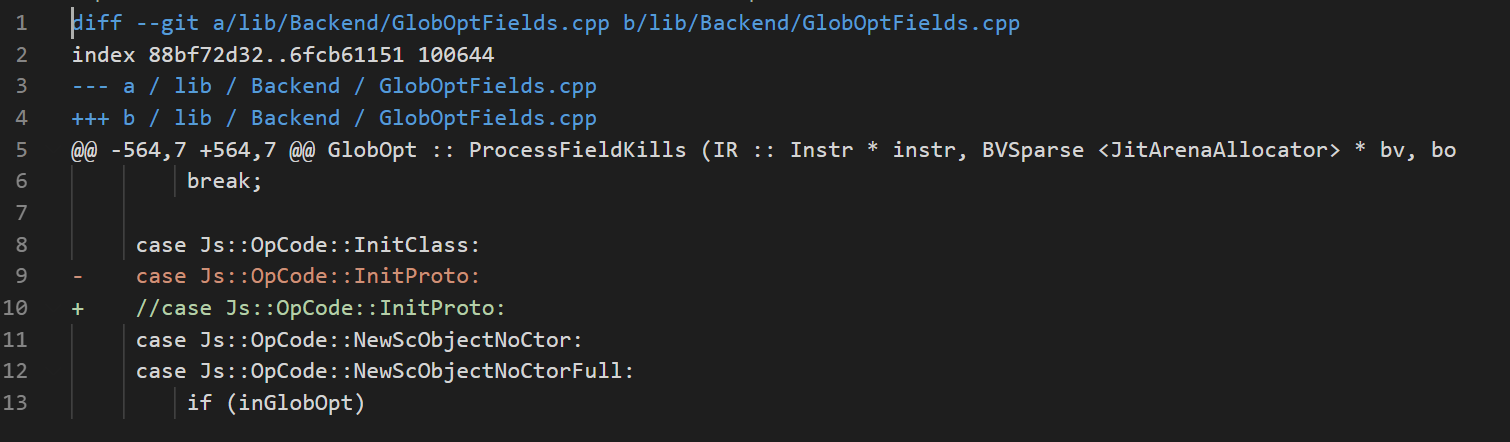 1 diff --git a/lib/Backend/GlobOptFields.cpp b/lib/Backend/GlobOptFields.cpp
2 index 88bf72d32..6fcb61151 100644
3 --- a / lib / Backend / GlobOptFields.cpp
4 +++ b / lib / Backend / GlobOptFields.cpp
5 @@ -564,7 +564,7 @@ GlobOpt :: ProcessFieldKills (IR :: Instr * instr, BVSparse <JitArenaAllocator> * bv, bo
6         break;
7
8     case Js::OpCode::InitClass:
9 -    case Js::OpCode::InitProto:
10 +    //case Js::OpCode::InitProto:
11     case Js::OpCode::NewScObjectNoCtor:
12     case Js::OpCode::NewScObjectNoCtorFull:
13         if (inGlobOpt)